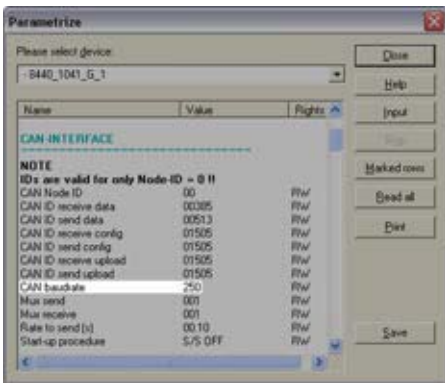 Parametrize
Please select device:
- 8440_1041_G_1
Close
Help
Input
Marked rows
Read all
Print
Save
Name Value Rights
CAN-INTERFACE
NOTE
IDs are valid for only Node-ID = 0 !!
CAN Node ID 00 RW
CAN ID receive data 00385 RW
CAN ID send data 00513 RW
CAN ID receive config 01505 RW
CAN ID send config 01505 RW
CAN ID receive upload 01505 RW
CAN ID send upload 01505 RW
CAN baudrate 250 RW
Mux send 001 RW
Mux receive 001 RW
Rate to send [s] 00.10 RW
Start-up procedure S/S OFF RW